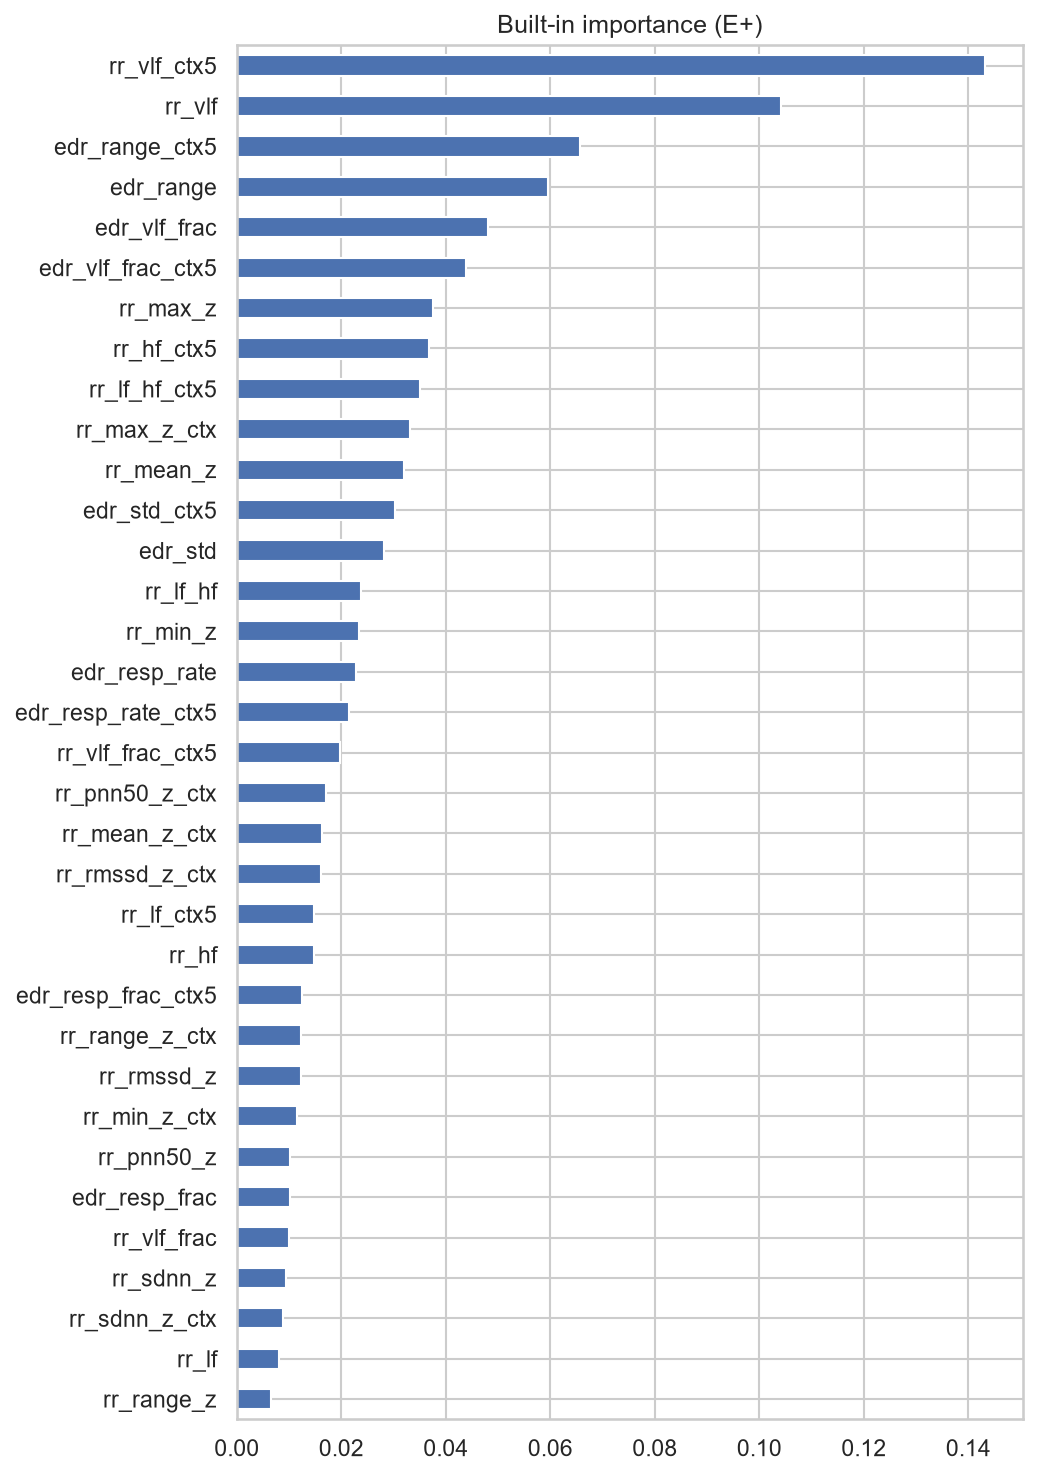 Built-in importance (E+)
rr_vlf_ctx5
rr_vlf
edr_range_ctx5
edr_range
edr_vlf_frac
edr_vlf_frac_ctx5
rr_max_z
rr_hf_ctx5
rr_lf_hf_ctx5
rr_max_z_ctx
rr_mean_z
edr_std_ctx5
edr_std
rr_lf_hf
rr_min_z
edr_resp_rate
edr_resp_rate_ctx5
rr_vlf_frac_ctx5
rr_pnn50_z_ctx
rr_mean_z_ctx
rr_rmssd_z_ctx
rr_lf_ctx5
rr_hf
edr_resp_frac_ctx5
rr_range_z_ctx
rr_rmssd_z
rr_min_z_ctx
rr_pnn50_z
edr_resp_frac
rr_vlf_frac
rr_sdnn_z
rr_sdnn_z_ctx
rr_lf
rr_range_z
0.00 0.02 0.04 0.06 0.08 0.10 0.12 0.14